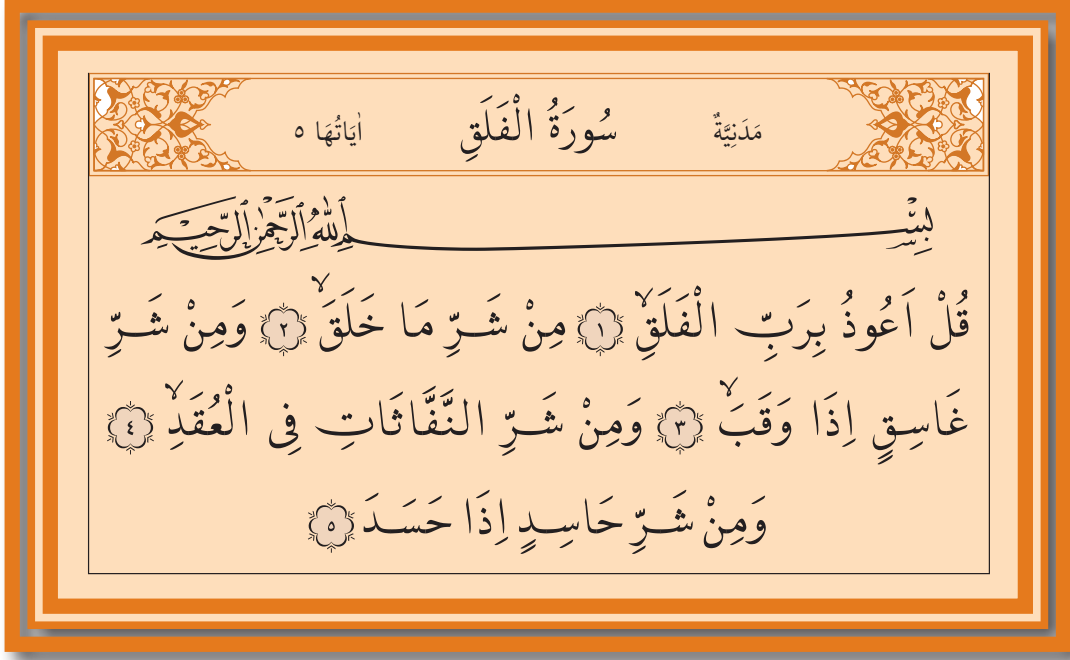 مَدَنِيَّةٌ سُورَةُ الْفَلَقِ اٰيَاتُهَا ٥
بِسْمِ اللّٰهِ الرَّحْمٰنِ الرَّحٖيمِ
قُلْ اَعُوذُ بِرَبِّ الْفَلَقِۙ ﴿١﴾ مِنْ شَرِّ مَا خَلَقَۙ ﴿٢﴾ وَمِنْ شَرِّ
غَاسِقٍ اِذَا وَقَبَۙ ﴿٣﴾ وَمِنْ شَرِّ النَّفَّاثَاتِ فِى الْعُقَدِۙ ﴿٤﴾
وَمِنْ شَرِّ حَاسِدٍ اِذَا حَسَدَ ﴿٥﴾